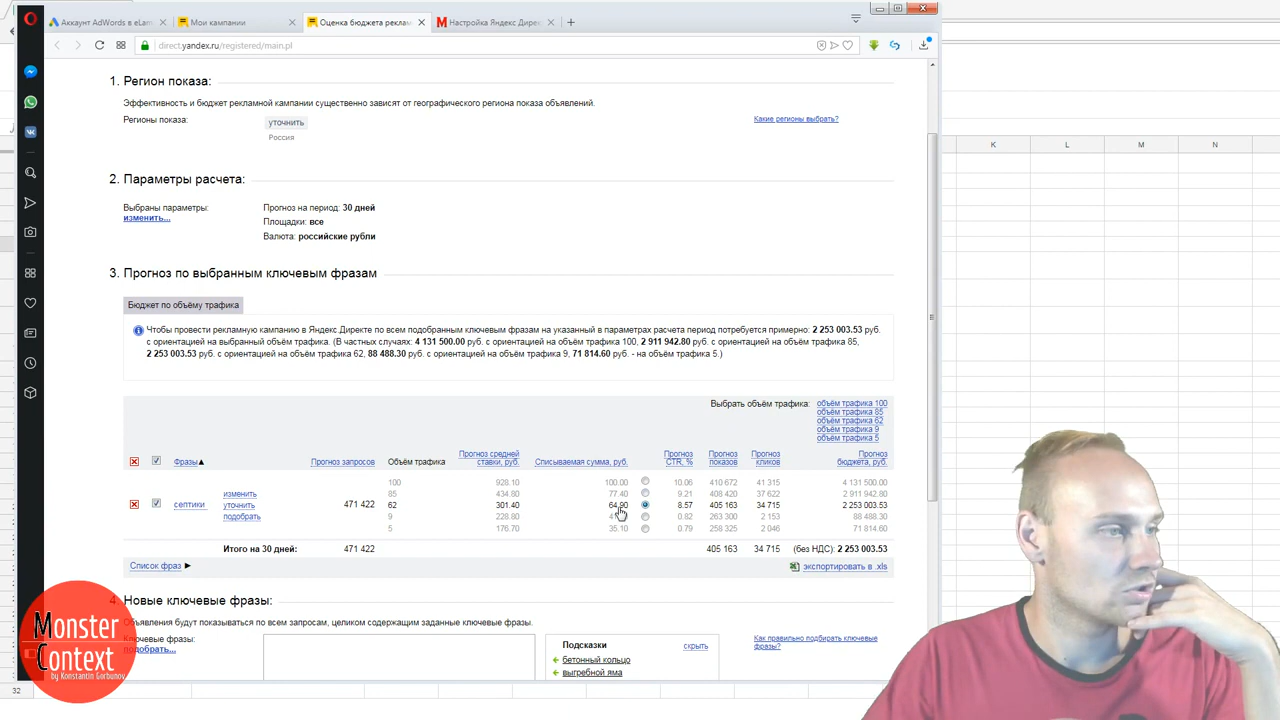 Аккаунт AdWords в eLam
Мои кампании
Оценка бюджета реклам
Настройка Яндекс Дирек
direct.yandex.ru/registered/main.pl
1. Регион показа:
Эффективность и бюджет рекламной кампании существенно зависят от географического региона показа объявлений.
Регионы показа:
уточнить
Какие регионы выбрать?
Россия
K L M N
2. Параметры расчета:
Выбраны параметры:
Прогноз на период: 30 дней
изменить...
Площадки: все
Валюта: российские рубли
3. Прогноз по выбранным ключевым фразам
Бюджет по объёму трафика
Чтобы провести рекламную кампанию в Яндекс Директе по всем подобранным ключевым фразам на указанный в параметрах расчета период потребуется примерно: 2 253 003.53 руб.
с ориентацией на выбранный объём трафика. (В частных случаях: 4 131 500.00 руб. с ориентацией на объём трафика 100, 2 911 942.80 руб. с ориентацией на объём трафика 85,
2 253 003.53 руб. с ориентацией на объём трафика 62, 88 488.30 руб. с ориентацией на объём трафика 9, 71 814.60 руб. - на объём трафика 5.)
Выбрать объём трафика:
объём трафика 100
объём трафика 85
объём трафика 62
объём трафика 9
объём трафика 5
Фразы▲
Прогноз запросов
Объём трафика
Прогноз средней ставки, руб.
Списываемая сумма, руб.
Прогноз CTR, %
Прогноз показов
Прогноз кликов
Прогноз бюджета, руб.
100 928.10 100.00 10.06 410 672 41 315 4 131 500.00
изменить 85 434.80 77.40 9.21 408 420 37 622 2 911 942.80
септики уточнить 471 422 62 301.40 64.90 8.57 405 163 34 715 2 253 003.53
подобрать 9 228.80 0.92 263 300 2 153 88 488.30
5 176.70 35.10 0.79 258 325 2 046 71 814.60
Итого на 30 дней: 471 422 405 163 34 715 (без НДС): 2 253 003.53
Список фраз ►
экспортировать в .xls
4. Новые ключевые фразы:
Объявления будут показываться по всем запросам, целиком содержащим заданные ключевые фразы.
Ключевые фразы:
подобрать...
Подсказки
скрыть
бетонный кольцо
выгребной яма
Как правильно подбирать ключевые фразы?
Monster
Context
by Konstantin Gorbunov
32